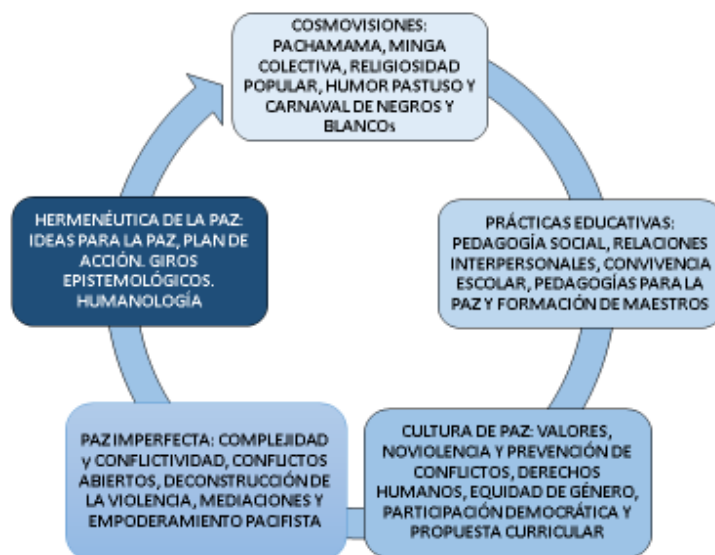 COSMOVISIONES:
PACHAMAMA, MINGA
COLECTIVA, RELIGIOSIDAD
POPULAR, HUMOR PASTUSO Y
CARNAVAL DE NEGROS Y
BLANCOs
PRÁCTICAS EDUCATIVAS:
PEDAGOGÍA SOCIAL, RELACIONES
INTERPERSONALES, CONVIVENCIA
ESCOLAR, PEDAGOGÍAS PARA LA
PAZ Y FORMACIÓN DE MAESTROS
CULTURA DE PAZ: VALORES,
NOVIOLENCIA Y PREVENCIÓN DE
CONFLICTOS, DERECHOS
HUMANOS, EQUIDAD DE GÉNERO,
PARTICIPACIÓN DEMOCRÁTICA Y
PROPUESTA CURRICULAR
PAZ IMPERFECTA: COMPLEJIDAD
y CONFLICTIVIDAD, CONFLICTOS
ABIERTOS, DECONSTRUCCIÓN DE
LA VIOLENCIA, MEDIACIONES Y
EMPODERAMIENTO PACIFISTA
HERMENÉUTICA DE LA PAZ:
IDEAS PARA LA PAZ, PLAN DE
ACCIÓN. GIROS
EPISTEMOLÓGICOS.
HUMANOLOGÍA